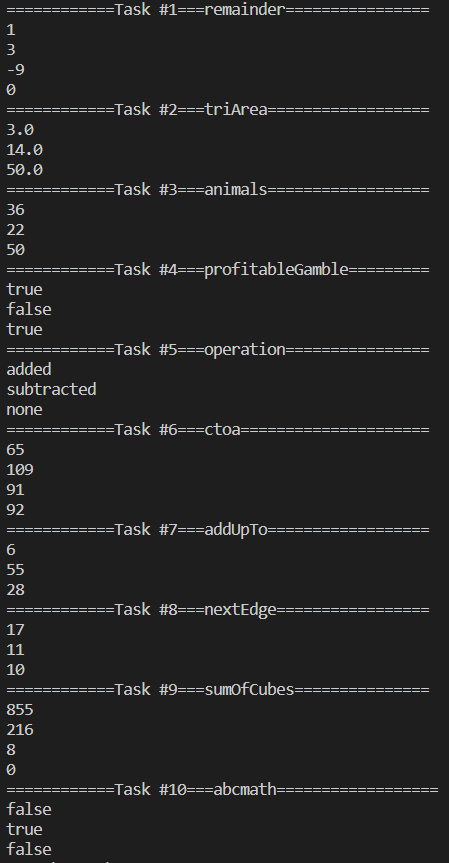 ============Task #1===remainder================
1
3
-9
0
============Task #2===triArea==================
3.0
14.0
50.0
============Task #3===animals==================
36
22
50
============Task #4===profitableGamble=========
true
false
true
============Task #5===operation================
added
subtracted
none
============Task #6===ctoa=====================
65
109
91
92
============Task #7===addUpTo==================
6
55
28
============Task #8===nextEdge=================
17
11
10
============Task #9===sumOfCubes===============
855
216
8
0
============Task #10===abcmath==================
false
true
false